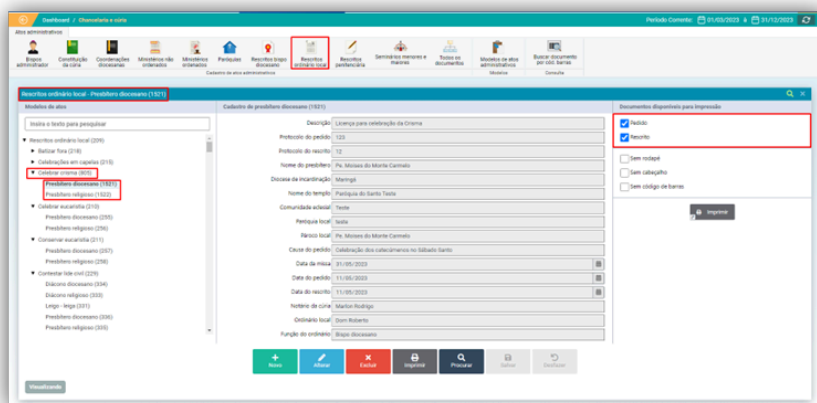 Dashboard / Chancelaria e cúria
Período Corrente: 01/03/2023 à 31/12/2023
Atos administrativos
Bispos administrador
Constituição da cúria
Coordenações diocesanas
Ministérios não ordenados
Ministérios ordenados
Paróquias
Rescritos bispo diocesano
Rescritos ordinário local
Rescritos penitenciária
Seminários menores e maiores
Todos os documentos
Modelos de atos administrativos
Buscar documento por cód. barras
Cadastro de atos administrativos
Modelos
Consulta
Rescritos ordinário local - Presbítero diocesano (1521)
Modelos de atos
Insira o texto para pesquisar
Rescritos ordinário local (209)
Batizar fora (218)
Celebrações em capelas (215)
Celebrar crisma (805)
Presbítero diocesano (1521)
Presbítero religioso (1522)
Celebrar eucaristia (210)
Presbítero diocesano (255)
Presbítero religioso (256)
Conservar eucaristia (211)
Presbítero diocesano (257)
Presbítero religioso (258)
Contestar lide civil (229)
Diácono diocesano (334)
Diácono religioso (333)
Leigo - leiga (331)
Presbítero diocesano (336)
Presbítero religioso (335)
Cadastro de presbítero diocesano (1521)
Descrição Licença para celebração da Crisma
Protocolo do pedido 123
Protocolo do rescrito 12
Nome do presbítero Pe. Moises do Monte Carmelo
Diocese de incardinação Maringá
Nome do templo Paróquia do Santo Teste
Comunidade eclesial Teste
Paróquia local teste
Pároco local Pe. Moises do Monte Carmelo
Causa do pedido Celebração dos catecúmenos no Sábado Santo
Data da missa 31/05/2023
Data do pedido 11/05/2023
Data do rescrito 11/05/2023
Notário da cúria Marlon Rodrigo
Ordinário local Dom Roberto
Função do ordinário Bispo diocesano
Documentos disponíveis para impressão
Pedido
Rescrito
Sem rodapé
Sem cabeçalho
Sem código de barras
Imprimir
Novo
Alterar
Excluir
Imprimir
Procurar
Salvar
Desfazer
Visualizando